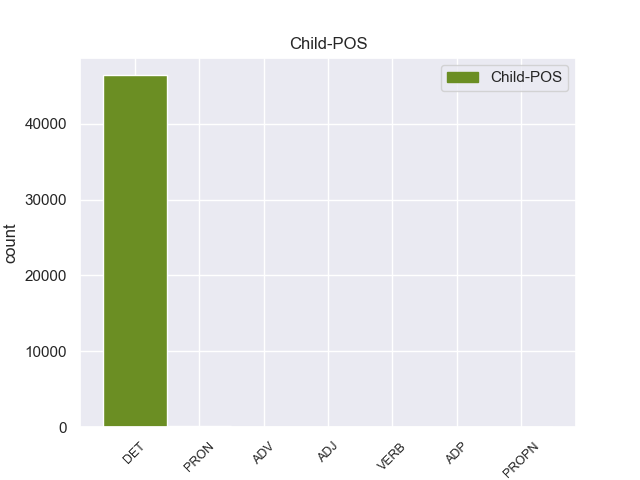 Child-POS
Child-POS
count
40000
30000
20000
10000
0
DET
PRON
ADV
ADJ
VERB
ADP
PROPN